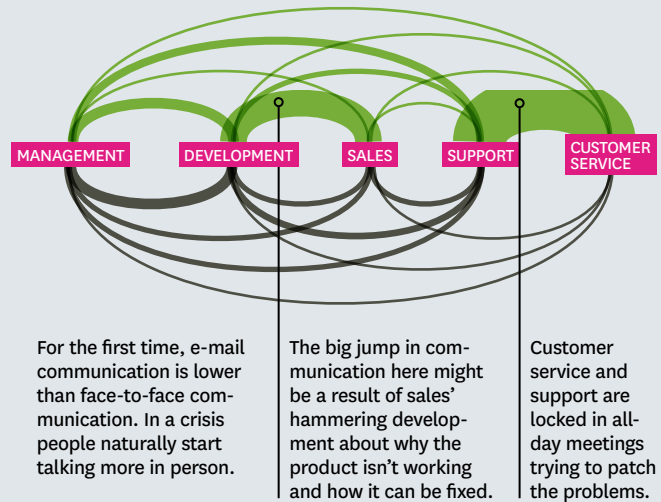 MANAGEMENT
DEVELOPMENT
SALES
SUPPORT
CUSTOMER
SERVICE
For the first time, e-mail
communication is lower
than face-to-face com-
munication. In a crisis
people naturally start
talking more in person.
The big jump in com-
munication here might
be a result of sales’
hammering develop-
ment about why the
product isn’t working
and how it can be fixed.
Customer
service and
support are
locked in all-
day meetings
trying to patch
the problems.